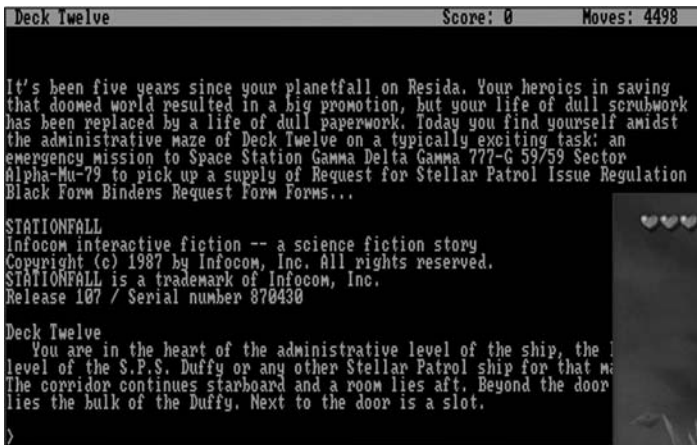 Deck Twelve Score: 0 Moves: 4498
It's been five years since your planetfall on Resida. Your heroics in saving
that doomed world resulted in a big promotion, but your life of dull scrubwork
has been replaced by a life of dull paperwork. Today you find yourself amidst
the administrative maze of Deck Twelve on a typically exciting task: an
emergency mission to Space Station Gamma Delta Gamma 777-G 59/59 Sector
Alpha-Mu-79 to pick up a supply of Request for Stellar Patrol Issue Regulation
Black Form Binders Request Form Forms...
STATIONFALL
Infocom interactive fiction -- a science fiction story
Copyright (c) 1987 by Infocom, Inc. All rights reserved.
STATIONFALL is a trademark of Infocom, Inc.
Release 107 / Serial number 870430
Deck Twelve
You are in the heart of the administrative level of the ship, the
level of the S.P.S. Duffy or any other Stellar Patrol ship for that
The corridor continues starboard and a room lies aft. Beyond the door
lies the bulk of the Duffy. Next to the door is a slot.
>